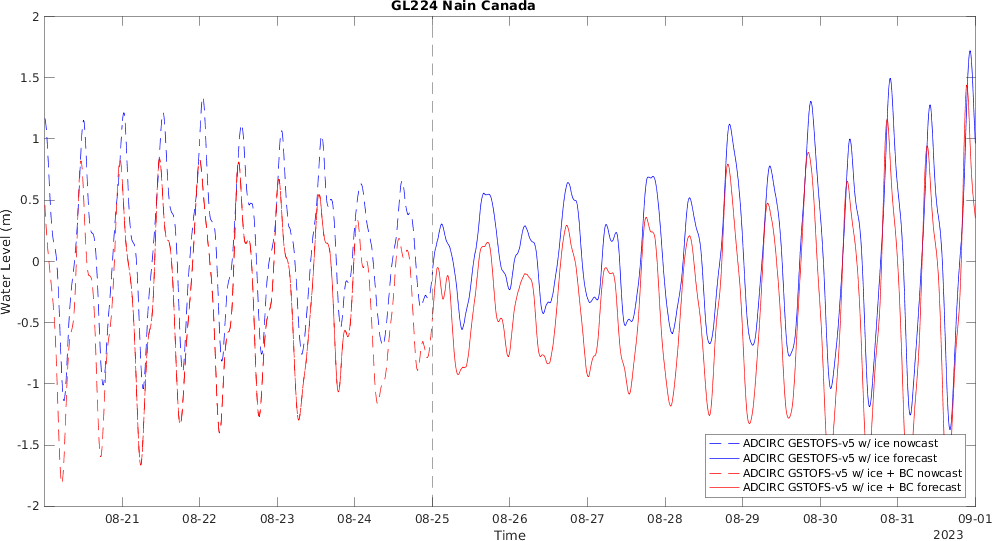 GL224 Nain Canada
2
1.5
1
0.5
0
-0.5
-1
-1.5
-2
Water Level (m)
ADCIRC GESTOFS-v5 w/ ice nowcast
ADCIRC GESTOFS-v5 w/ ice forecast
ADCIRC GSTOFS-v5 w/ ice + BC nowcast
ADCIRC GSTOFS-v5 w/ ice + BC forecast
08-21 08-22 08-23 08-24 08-25 08-26 08-27 08-28 08-29 08-30 08-31 09-01
Time
2023